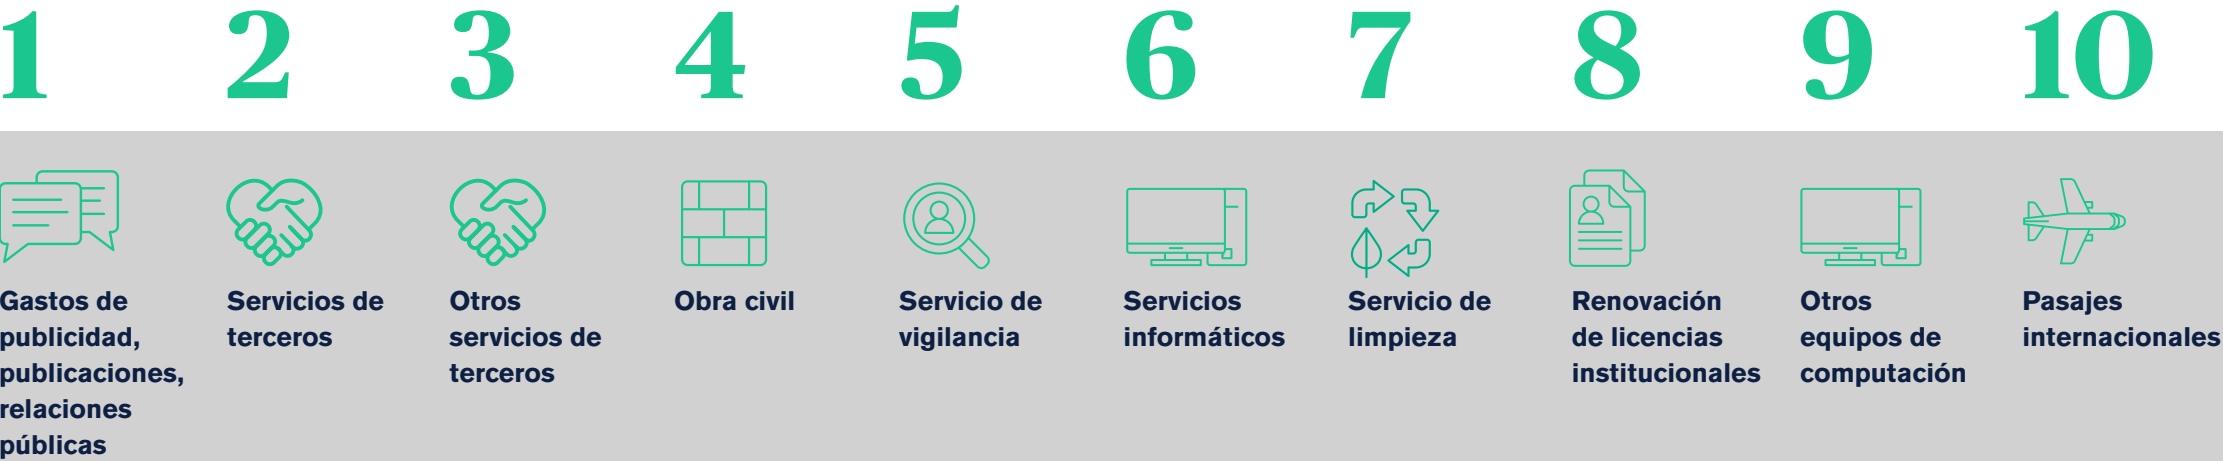 1
Gastos de
publicidad,
publicaciones,
relaciones
públicas
2
Servicios de
terceros
3
Otros
servicios de
terceros
4
Obra civil
5
Servicio de
vigilancia
6
Servicios
informáticos
7
Servicio de
limpieza
8
Renovación
de licencias
institucionales
9
Otros
equipos de
computación
10
Pasajes
internacionales